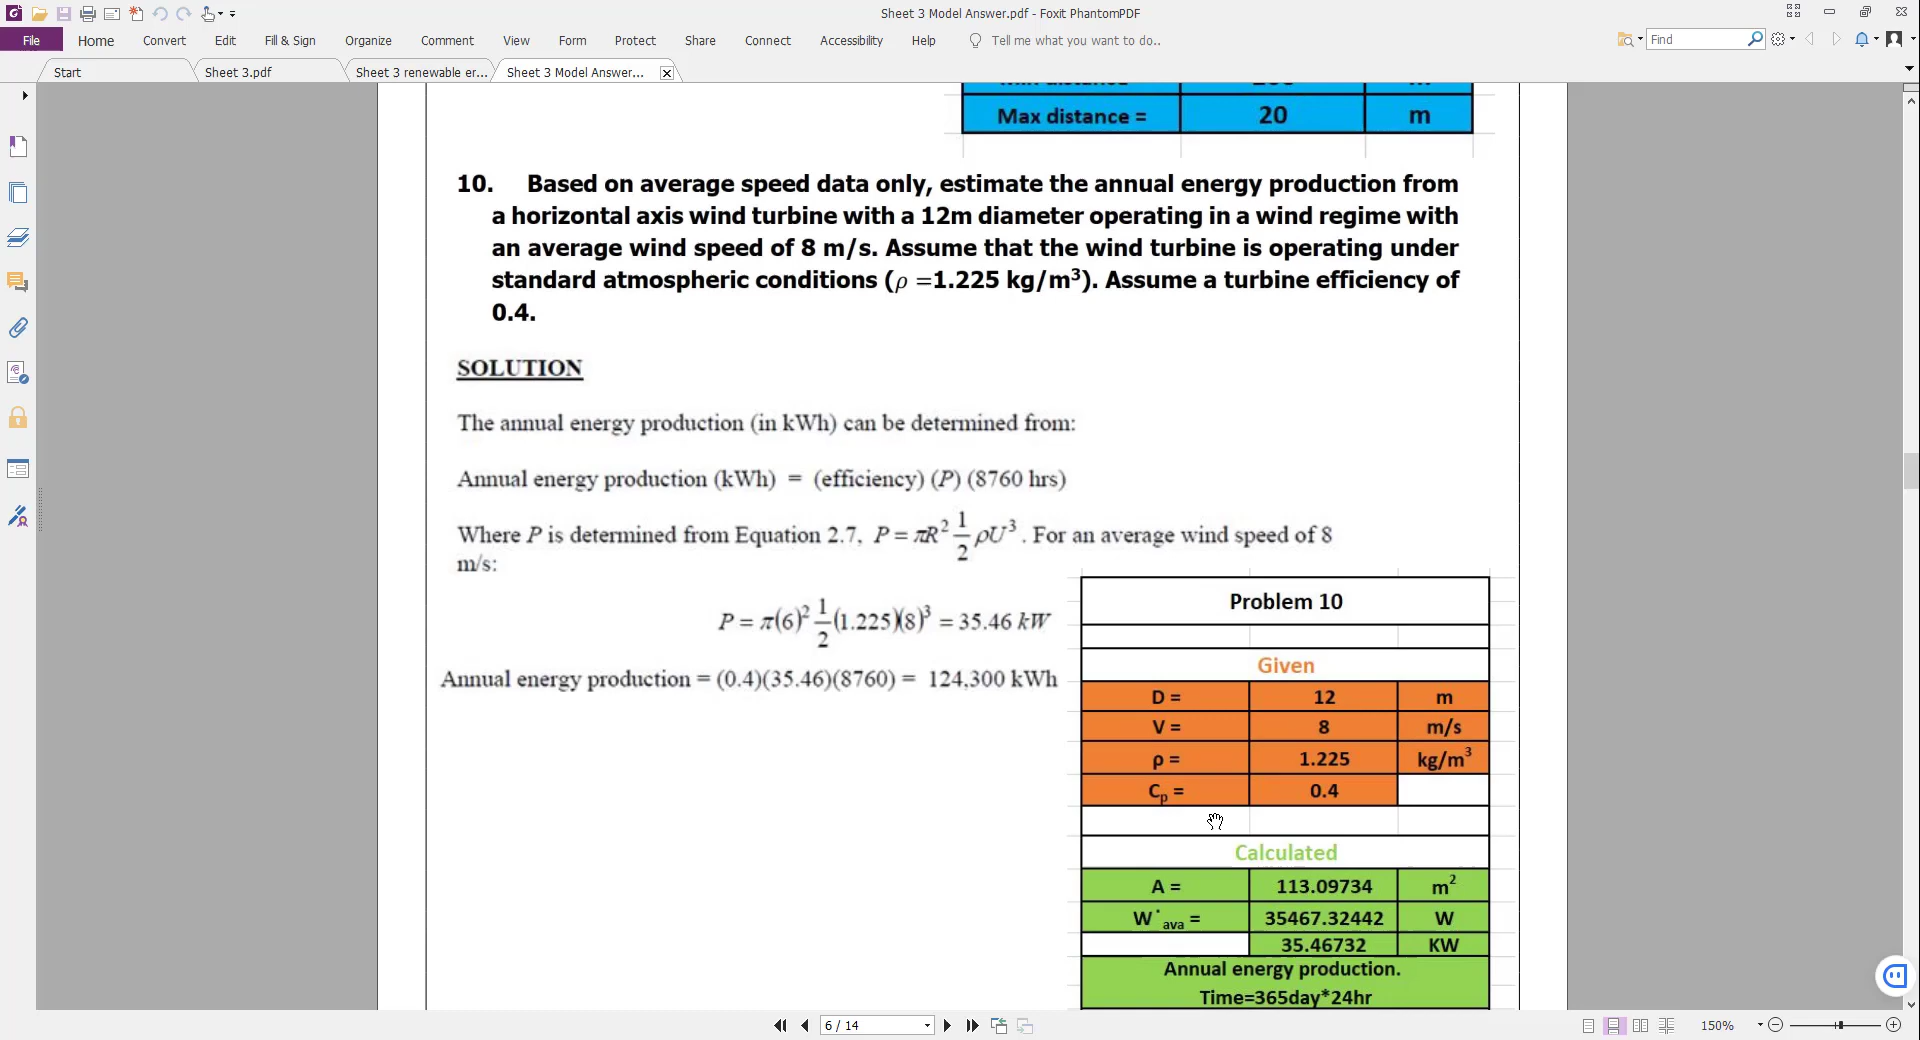 Sheet 3 Model Answer.pdf - Foxit PhantomPDF
File Home Convert Edit Fill & Sign Organize Comment View Form Protect Share Connect Accessibility Help Tell me what you want to do.. Find
Start Sheet 3.pdf Sheet 3 renewable er... Sheet 3 Model Answer...
Max distance = 20 m
10. Based on average speed data only, estimate the annual energy production from
a horizontal axis wind turbine with a 12m diameter operating in a wind regime with
an average wind speed of 8 m/s. Assume that the wind turbine is operating under
standard atmospheric conditions (ρ =1.225 kg/m³). Assume a turbine efficiency of
0.4.
SOLUTION
The annual energy production (in kWh) can be determined from:
Annual energy production (kWh) = (efficiency) (P) (8760 hrs)
Where P is determined from Equation 2.7, P = πR² 1/2 ρU³ . For an average wind speed of 8
m/s:
P = π(6)² 1/2 (1.225)(8)³ = 35.46 kW
Annual energy production = (0.4)(35.46)(8760) = 124,300 kWh
Problem 10
Given
D = 12 m
V = 8 m/s
ρ = 1.225 kg/m³
Cp = 0.4
Calculated
A = 113.09734 m²
W˙ava = 35467.32442 W
35.46732 KW
Annual energy production.
Time=365day*24hr
6 / 14
150%